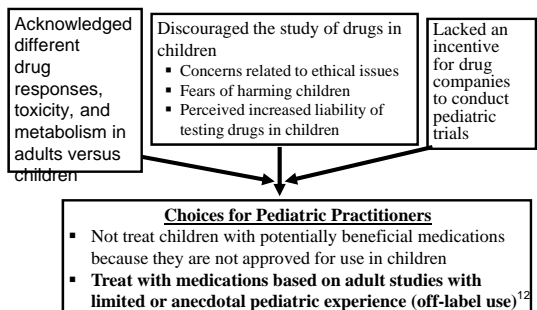 Acknowledged
different
drug
responses,
toxicity, and
metabolism in
adults versus
children
Discouraged the study of drugs in
children
▪ Concerns related to ethical issues
▪ Fears of harming children
▪ Perceived increased liability of
testing drugs in children
Lacked an
incentive
for drug
companies
to conduct
pediatric
trials
Choices for Pediatric Practitioners
▪ Not treat children with potentially beneficial medications
because they are not approved for use in children
▪ Treat with medications based on adult studies with
limited or anecdotal pediatric experience (off-label use)
12